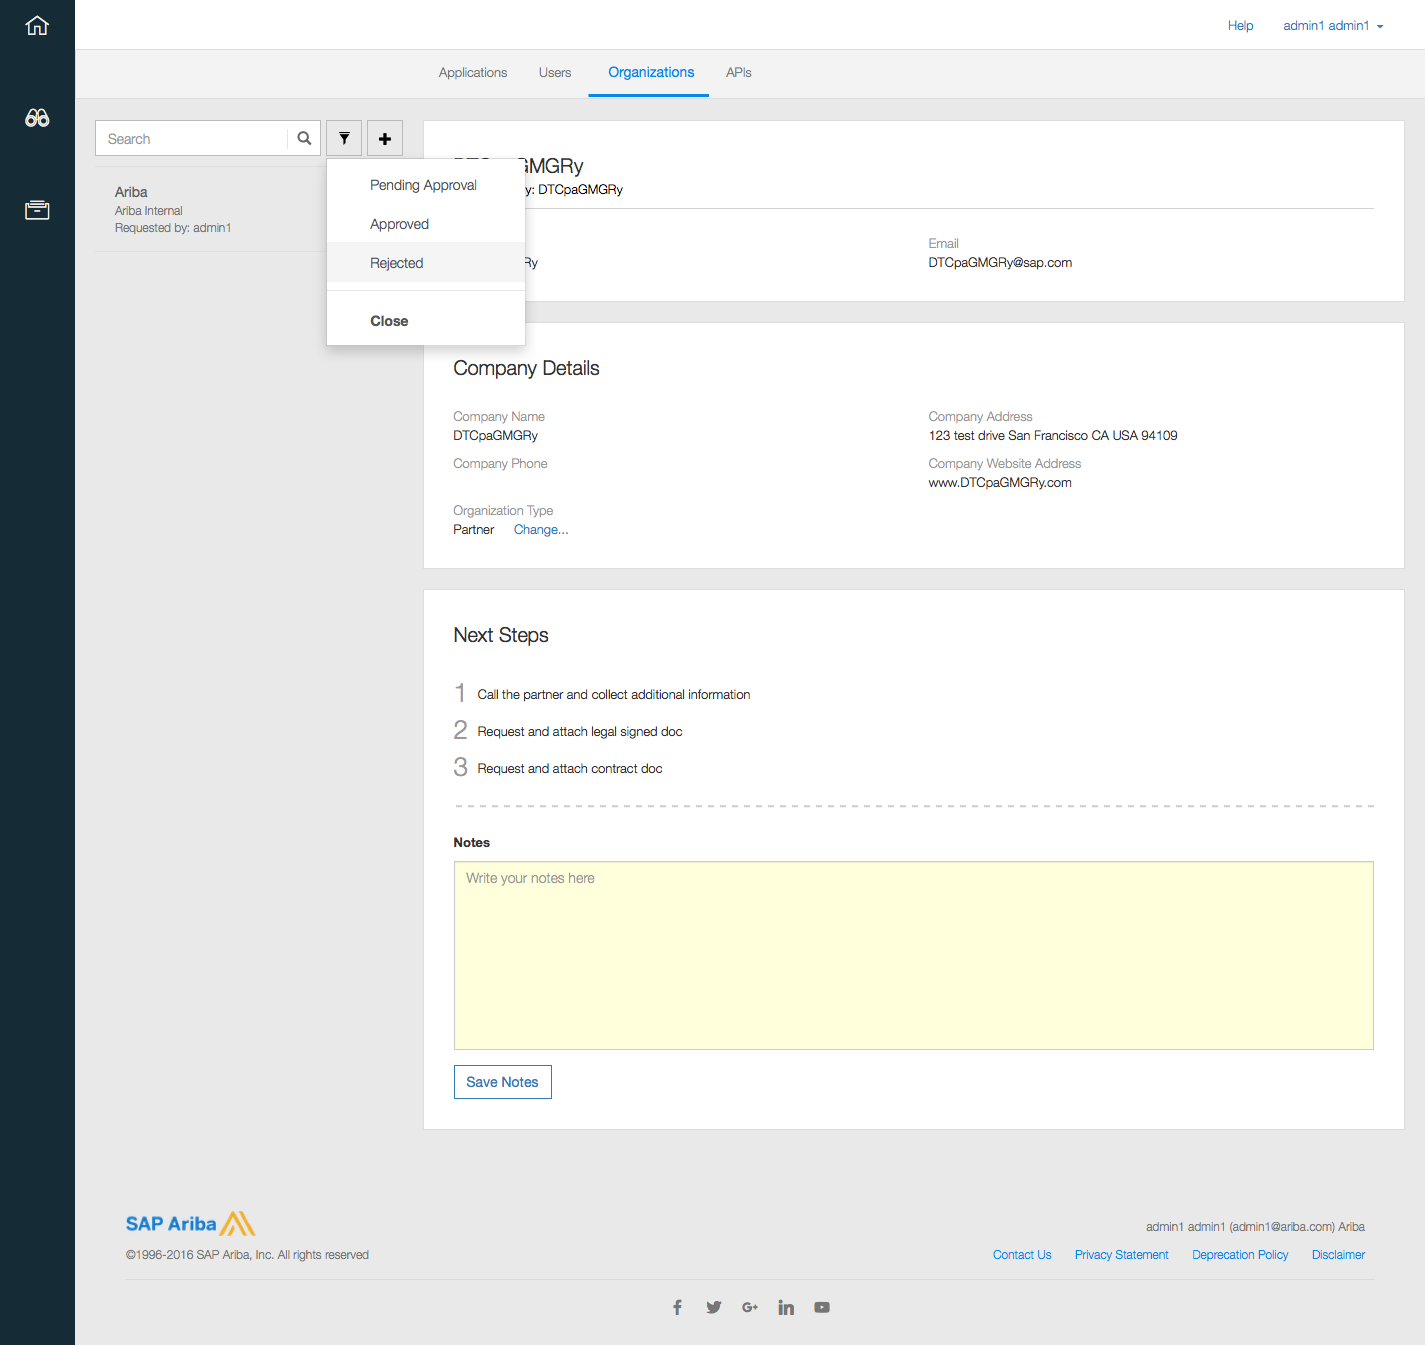 Help admin1 admin1
Applications Users Organizations APIs
Search
Ariba
Ariba Internal
Requested by: admin1
Pending Approval
Approved
Rejected
Close
GMGRy
y: DTCpaGMGRy
Ry
Email
DTCpaGMGRy@sap.com
Company Details
Company Name
DTCpaGMGRy
Company Address
123 test drive San Francisco CA USA 94109
Company Phone
Company Website Address
www.DTCpaGMGRy.com
Organization Type
Partner Change...
Next Steps
1 Call the partner and collect additional information
2 Request and attach legal signed doc
3 Request and attach contract doc
Notes
Write your notes here
Save Notes
SAP Ariba
©1996-2016 SAP Ariba, Inc. All rights reserved
admin1 admin1 (admin1@ariba.com) Ariba
Contact Us Privacy Statement Deprecation Policy Disclaimer